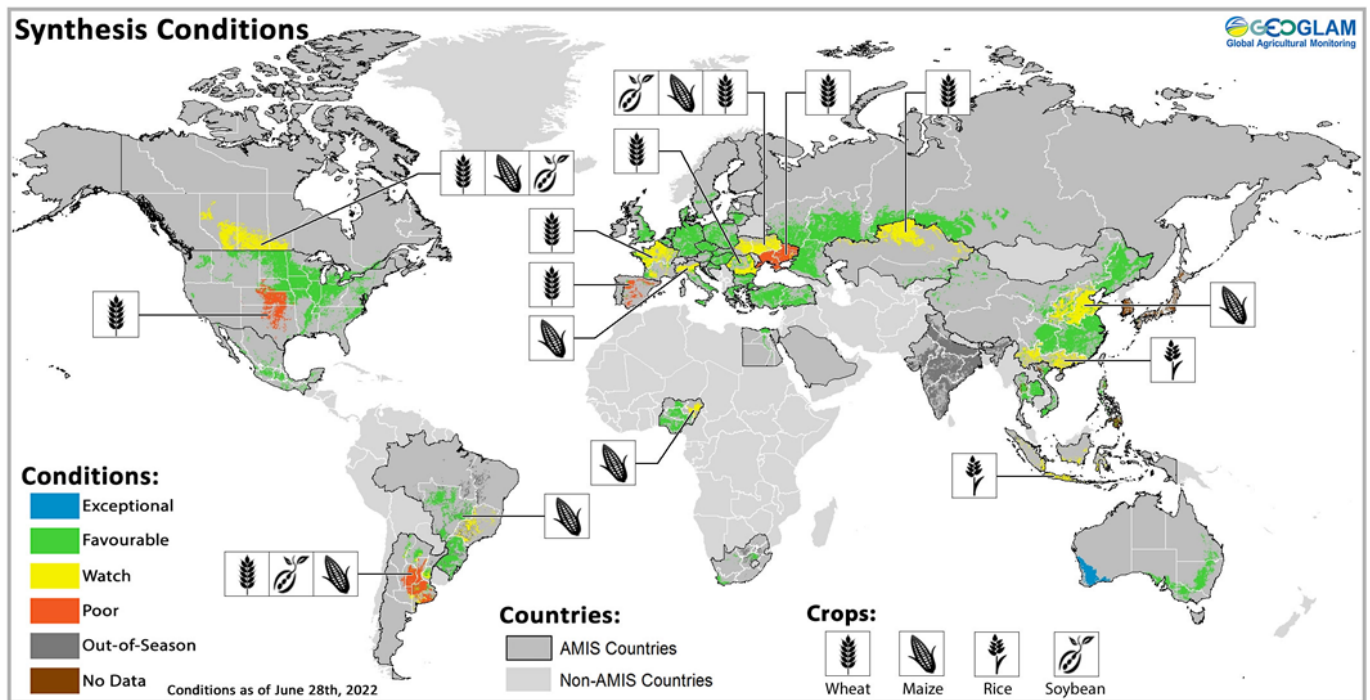 Synthesis Conditions
GEOGLAM
Global Agricultural Monitoring
Conditions:
Exceptional
Favourable
Watch
Poor
Out-of-Season
No Data
Conditions as of June 28th, 2022
Countries:
AMIS Countries
Non-AMIS Countries
Crops:
Wheat
Maize
Rice
Soybean